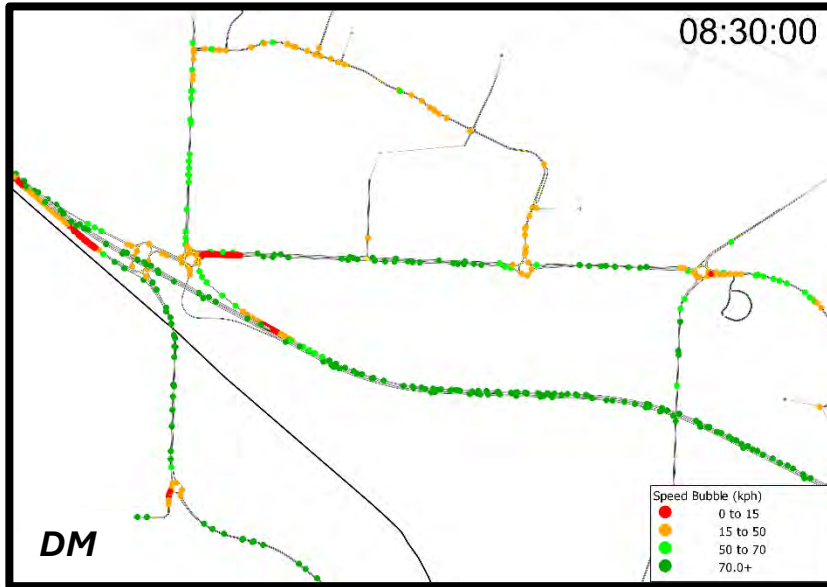 08:30:00
Speed Bubble (kph)
0 to 15
15 to 50
50 to 70
70.0+
DM